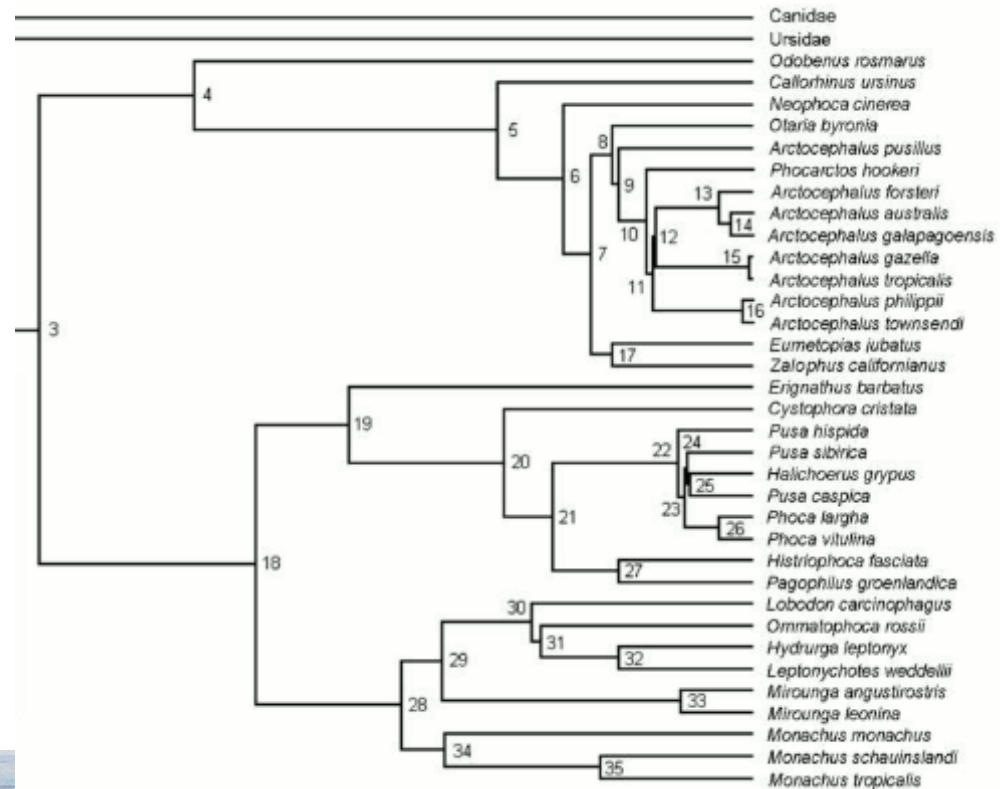 Canidae
Ursidae
Odobenus rosmarus
4
Callorhinus ursinus
5
Neophoca cinerea
Otaria byronia
8
Arctocephalus pusillus
Phocarctos hookeri
6
9
13
Arctocephalus forsteri
Arctocephalus australis
14
10
12
Arctocephalus galapagoensis
7
15
Arctocephalus gazella
Arctocephalus tropicalis
11
Arctocephalus philippii
16
Arctocephalus townsendi
3
Eumetopias jubatus
17
Zalophus californianus
Erignathus barbatus
Cystophora cristata
19
Pusa hispida
22
24
Pusa sibirica
20
Halichoerus grypus
25
Pusa caspica
23
21
Phoca largha
26
Phoca vitulina
18
Histriophoca fasciata
27
Pagophilus groenlandica
30
Lobodon carcinophagus
Ommatophoca rossii
31
Hydrurga leptonyx
29
32
Leptonychotes weddellii
Mirounga angustirostris
28
33
Mirounga leonina
Monachus monachus
34
Monachus schauinslandi
35
Monachus tropicalis